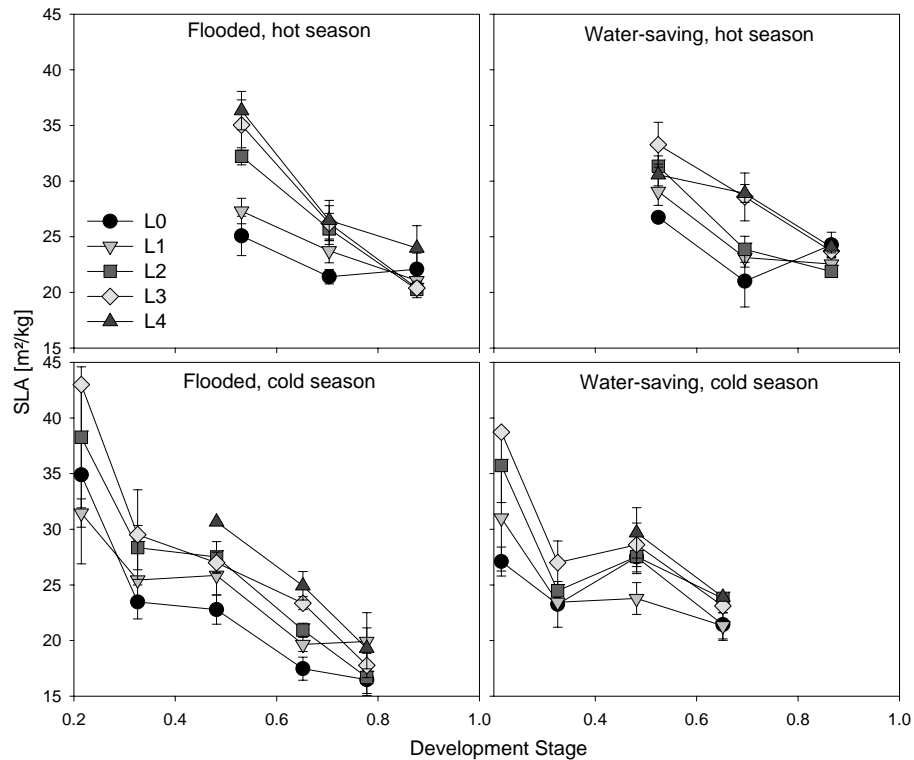 Flooded, hot season
Water-saving, hot season
45
40
35
30
25
20
15
L0
L1
L2
L3
L4
SLA [m²/kg]
Flooded, cold season
Water-saving, cold season
45
40
35
30
25
20
15
0.2
0.4
0.6
0.8
1.0
0.4
0.6
0.8
1.0
Development Stage